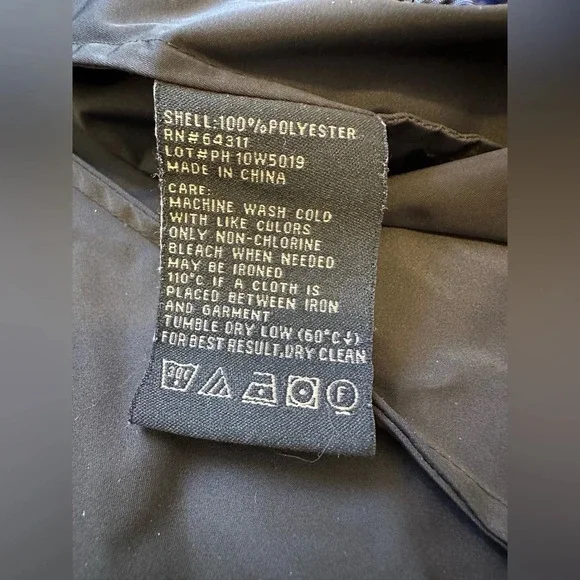 SHELL:100%POLYESTER
RN#64311
LOT#PH 10W5019
MADE IN CHINA
CARE:
MACHINE WASH COLD
WITH LIKE CULORS
ONLY NON-CHLORINE
BLEACH WHEN NEEDED
MAY BE IRONED
110°C IF A CLOTH IS
PLACED BETWEEN IRON
AND GARMENT
TUMBLE DRY LOW (60°C↓)
FOR BEST RESULT,DRY CLEAN
30C F